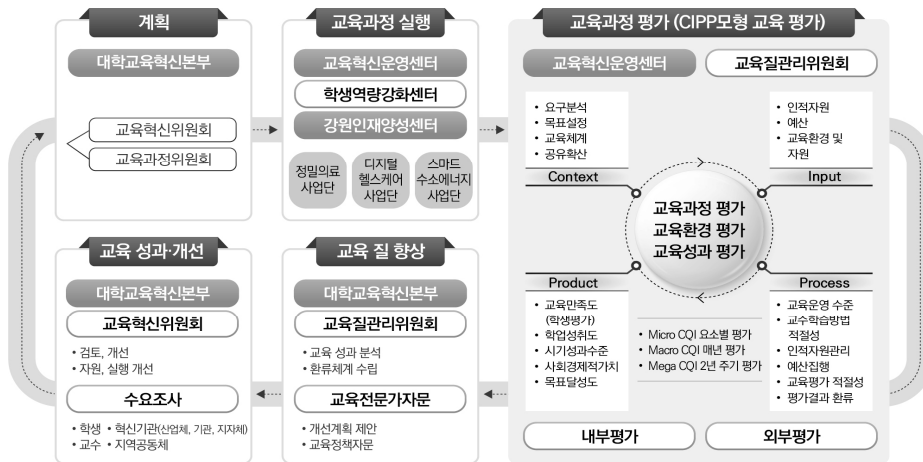 계획
대학교육혁신본부
교육혁신위원회
교육과정위원회
교육과정 실행
교육혁신운영센터
학생역량강화센터
강원인재양성센터
정밀의료
사업단
디지털
헬스케어
사업단
스마드
수소에너지
사업단
교육과정 평가 (CIPP모형 교육 평가)
교육혁신운영센터
교육질관리위원회
• 요구분석
• 목표설정
• 교육체계
• 공유확산
Context
• 인적자원
• 예산
• 교육환경 및
자원
Input
교육과정 평가
교육환경 평가
교육성과 평가
Product
• 교육만족도
(학생평가)
• 학업성취도
• 시기성과수준
• 사회경제적가치
• 목표달성도
• Micro CQI 요소별 평가
• Macro CQI 매년 평가
• Mega CQI 2년 주기 평가
Process
• 교육운영 수준
• 교수학습방법
적절성
• 인적자원관리
• 예산집행
• 교육평가 적절성
• 평가결과 환류
내부평가
외부평가
교육 질 향상
대학교육혁신본부
교육질관리위원회
• 교육 성과 분석
• 환류체계 수립
교육전문가자문
• 개선계획 제안
• 교육정책자문
교육 성과·개선
대학교육혁신본부
교육혁신위원회
• 검토, 개선
• 자원, 실행 개선
수요조사
• 학생 • 혁신기관(산업체, 기관, 지자체)
• 교수 • 지역공동체